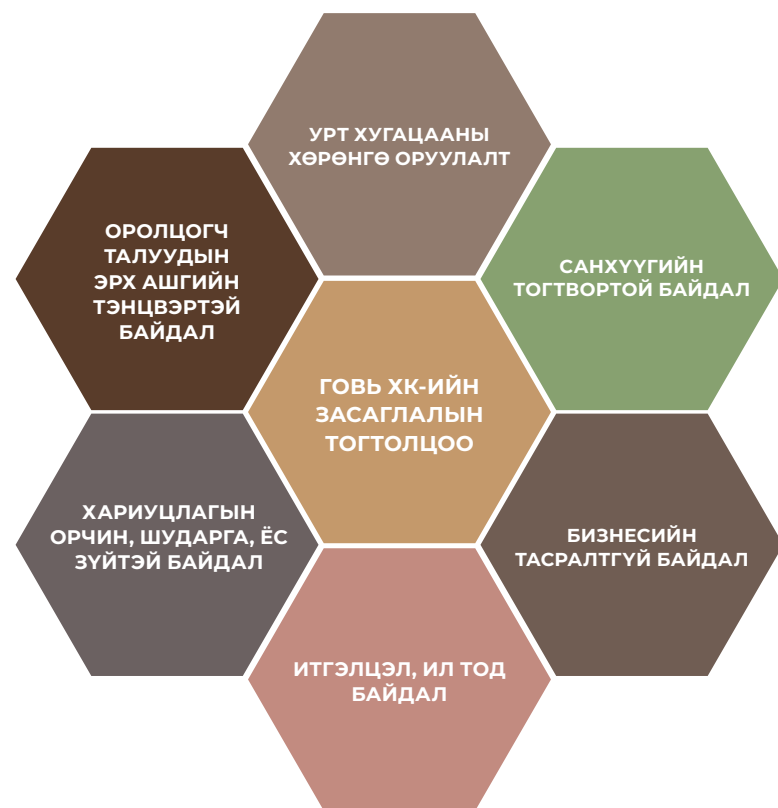 УРТ ХУГАЦААНЫ
ХӨРӨНГӨ ОРУУЛАЛТ
ОРОЛЦОГЧ
ТАЛУУДЫН
ЭРХ АШГИЙН
ТЭНЦВЭРТЭЙ
БАЙДАЛ
САНХҮҮГИЙН
ТОГТВОРТОЙ БАЙДАЛ
ГОВЬ ХК-ИЙН
ЗАСАГЛАЛЫН
ТОГТОЛЦОО
ХАРИУЦЛАГЫН
ОРЧИН, ШУДАРГА, ЁС
ЗҮЙТЭЙ БАЙДАЛ
БИЗНЕСИЙН
ТАСРАЛТГҮЙ БАЙДАЛ
ИТГЭЛЦЭЛ, ИЛ ТОД
БАЙДАЛ